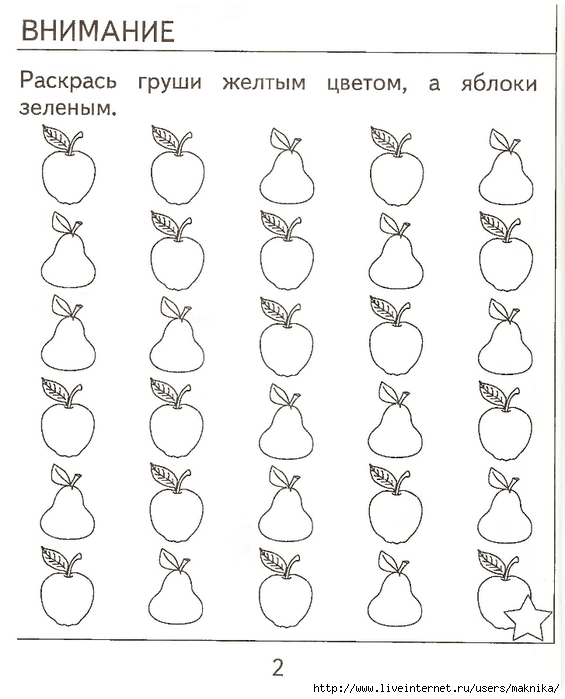 ВНИМАНИЕ
Раскрась груши желтым цветом, а яблоки
зеленым.
2
http://www.liveinternet.ru/users/maknika/